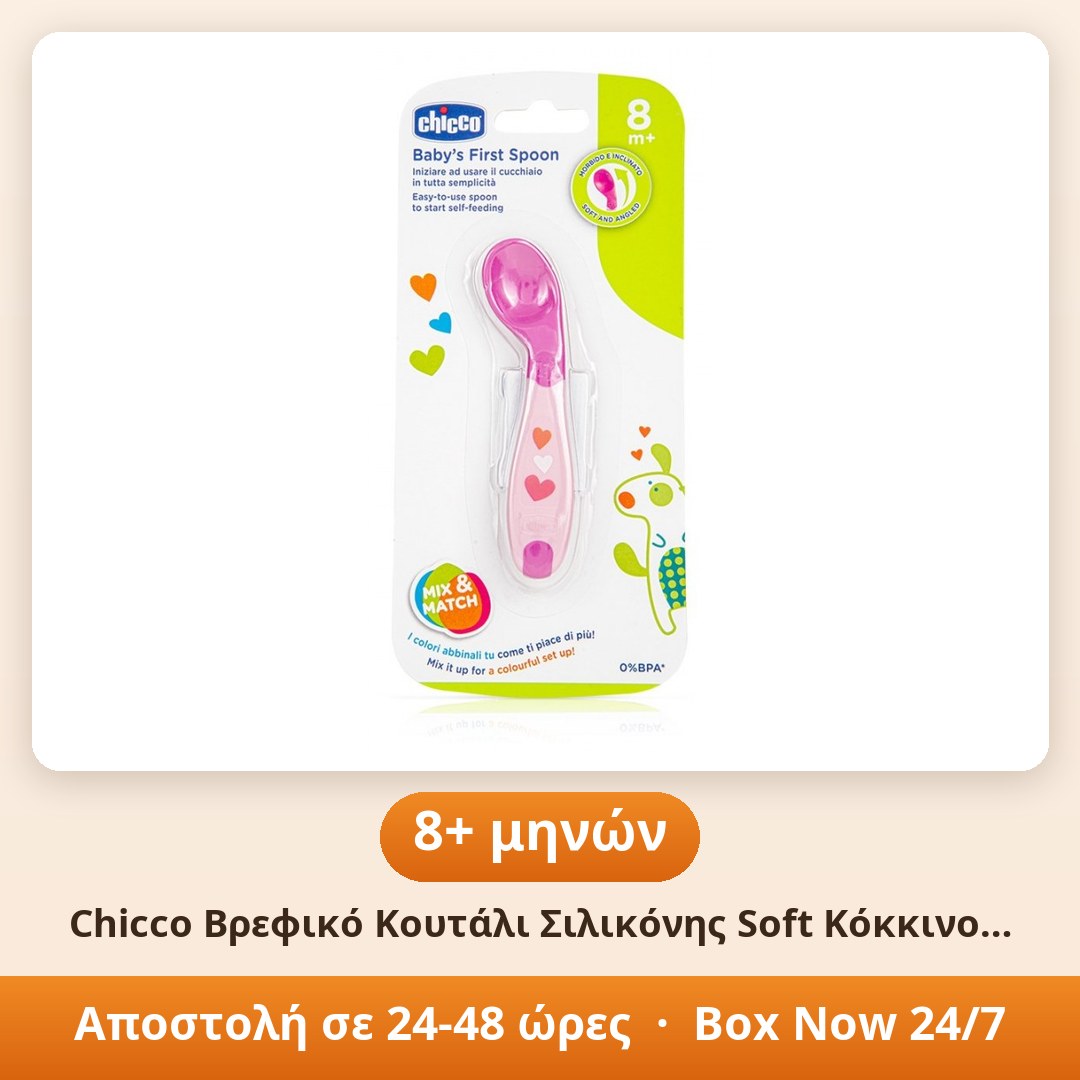 chicco
8
m+
Baby's First Spoon
Iniziare ad usare il cucchiaio
in tutta semplicità
Easy-to-use spoon
to start self-feeding
MORBIDO E INCLINATO
SOFT AND ANGLED
MIX &
MATCH
I colori abbinali tu come ti piace di più!
Mix it up for a colourful set up!
0%BPA*
8+ μηνών
Chicco Βρεφικό Κουτάλι Σιλικόνης Soft Κόκκινο...
Αποστολή σε 24-48 ώρες · Box Now 24/7